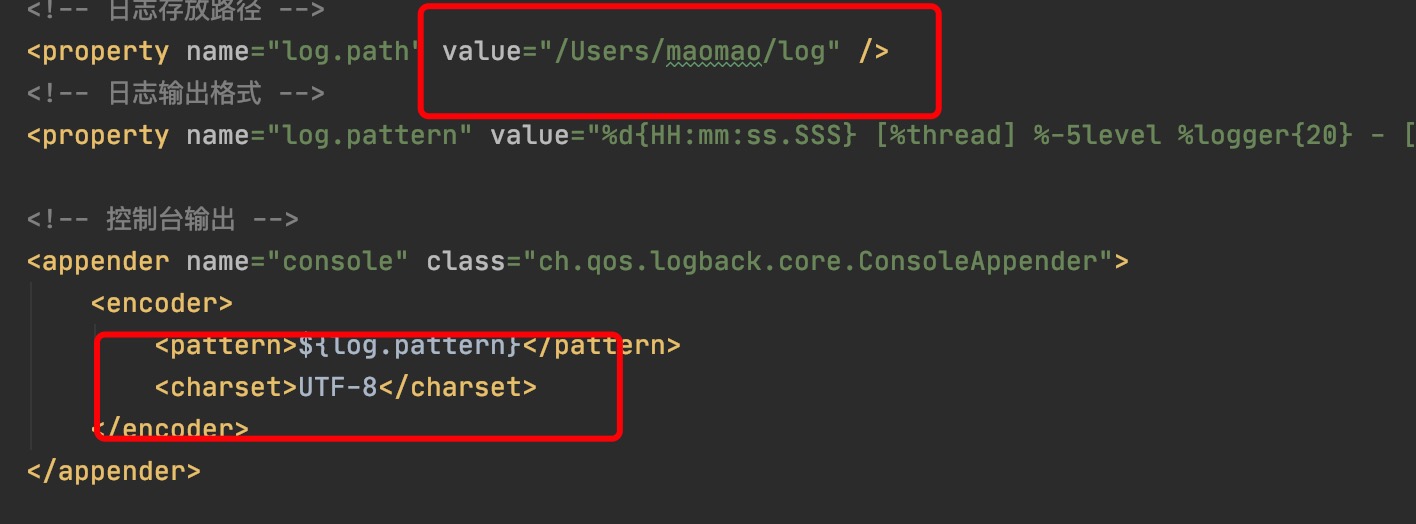 <!-- 日志存放路径 -->
<property name="log.path" value="/Users/maomao/log" />
<!-- 日志输出格式 -->
<property name="log.pattern" value="%d{HH:mm:ss.SSS} [%thread] %-5level %logger{20} - [
<!-- 控制台输出 -->
<appender name="console" class="ch.qos.logback.core.ConsoleAppender">
<encoder>
<pattern>${log.pattern}</pattern>
<charset>UTF-8</charset>
</encoder>
</appender>